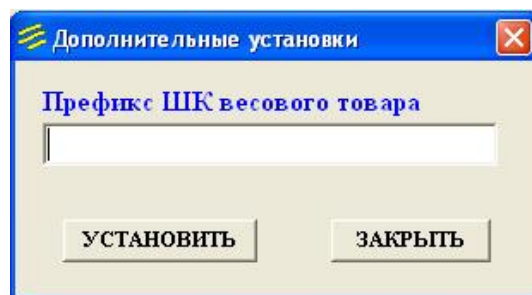 Дополнительные установки
Префикс ШК весового товара
УСТАНОВИТЬ ЗАКРЫТЬ